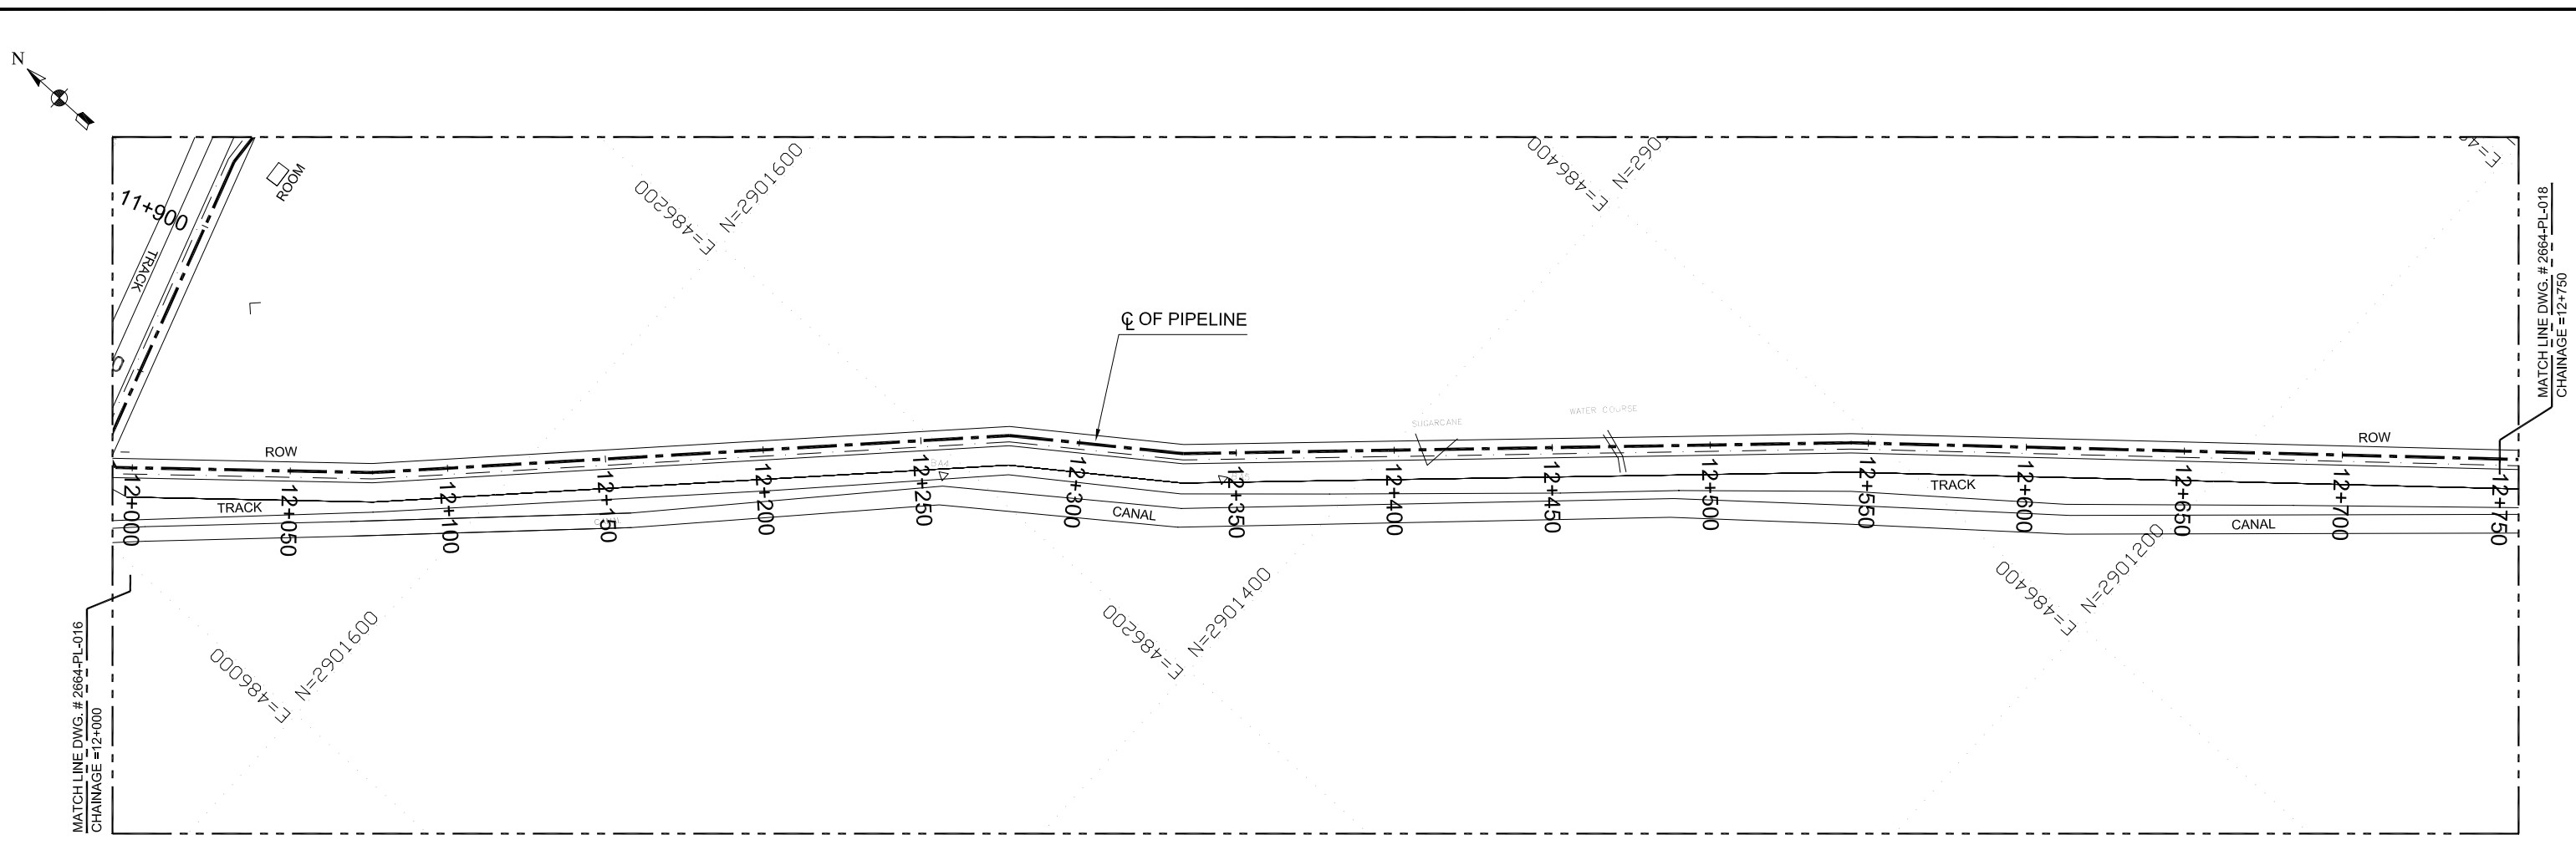 N
11+900
TRACK
ROOM
E=486200
N=2901600
E=486400
℄ OF PIPELINE
MATCH LINE DWG. # 2664-PL-018
CHAINAGE =12+750
SUGARCANE
WATER COURSE
ROW
ROW
TRACK
CANAL
TRACK
CANAL
12+000
12+050
12+100
12+150
12+200
12+250
12+300
12+350
12+400
12+450
12+500
12+550
12+600
12+650
12+700
12+750
E=486000
N=2901600
E=486200
N=2901400
E=486400
N=2901200
MATCH LINE DWG. # 2664-PL-016
CHAINAGE =12+000